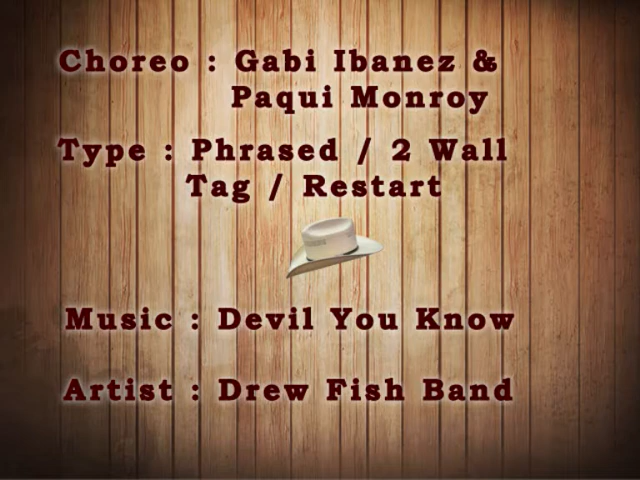 Choreo : Gabi Ibanez &
Paqui Monroy
Type : Phrased / 2 Wall
Tag / Restart
Music : Devil You Know
Artist : Drew Fish Band